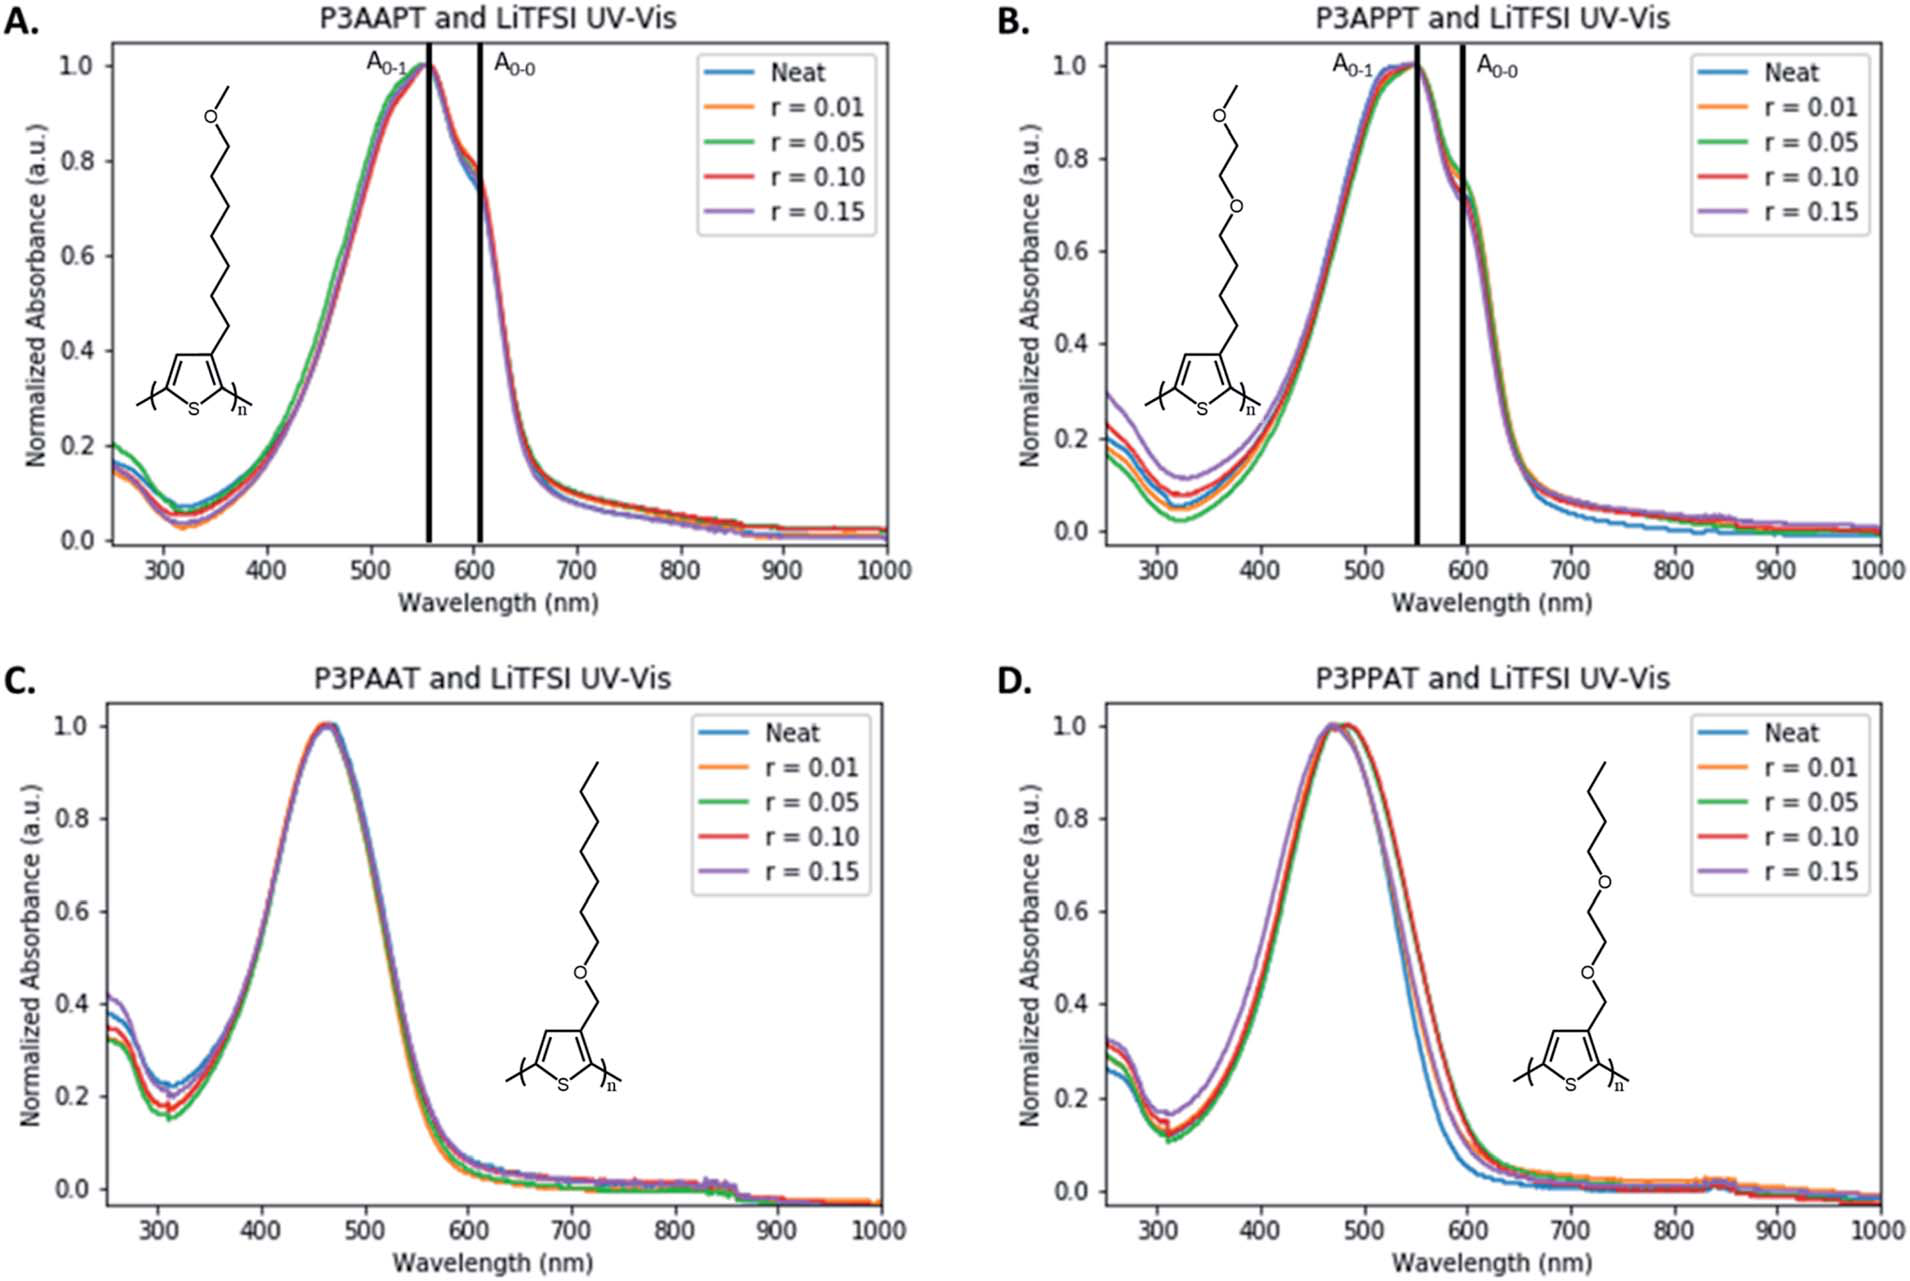 A.
P3AAPT and LiTFSI UV-Vis
A0-1
A0-0
Neat
r = 0.01
r = 0.05
r = 0.10
r = 0.15
O
S
n
1.0
0.8
0.6
0.4
0.2
0.0
Normalized Absorbance (a.u.)
300 400 500 600 700 800 900 1000
Wavelength (nm)
B.
P3APPT and LiTFSI UV-Vis
A0-1
A0-0
Neat
r = 0.01
r = 0.05
r = 0.10
r = 0.15
O
O
S
n
1.0
0.8
0.6
0.4
0.2
0.0
Normalized Absorbance (a.u.)
300 400 500 600 700 800 900 1000
Wavelength (nm)
C.
P3PAAT and LiTFSI UV-Vis
Neat
r = 0.01
r = 0.05
r = 0.10
r = 0.15
O
S
n
1.0
0.8
0.6
0.4
0.2
0.0
Normalized Absorbance (a.u.)
300 400 500 600 700 800 900 1000
Wavelength (nm)
D.
P3PPAT and LiTFSI UV-Vis
Neat
r = 0.01
r = 0.05
r = 0.10
r = 0.15
O
O
S
n
1.0
0.8
0.6
0.4
0.2
0.0
Normalized Absorbance (a.u.)
300 400 500 600 700 800 900 1000
Wavelength (nm)